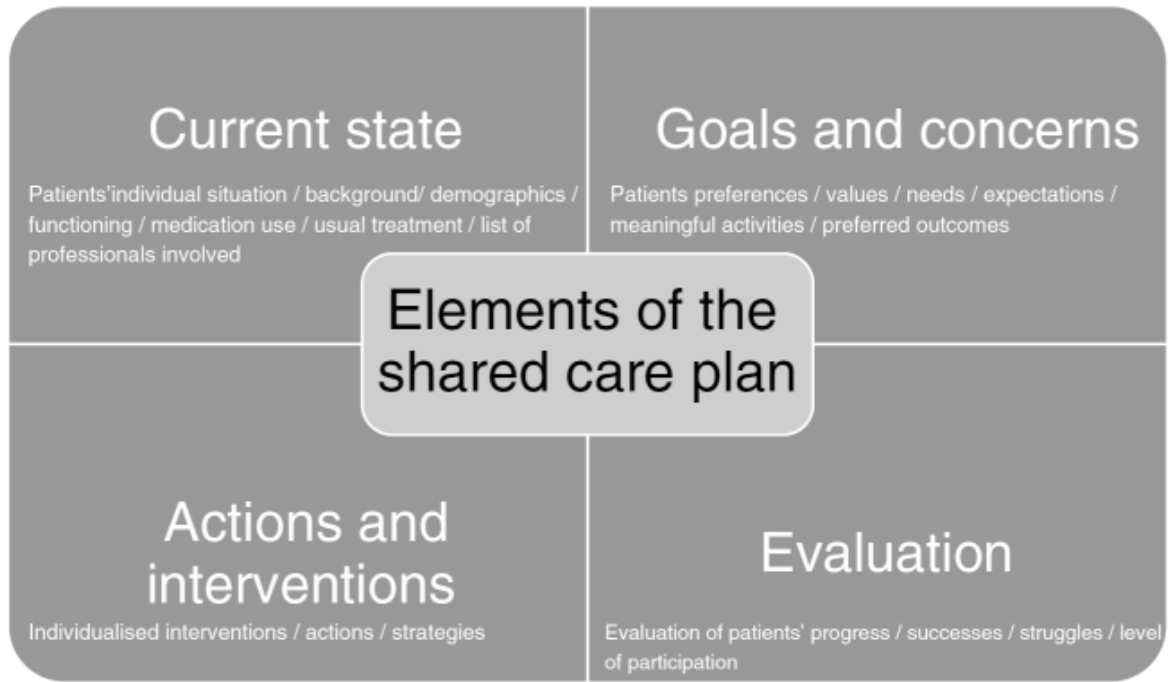 Current state
Patients'individual situation / background/ demographics /
functioning / medication use / usual treatment / list of
professionals involved
Goals and concerns
Patients preferences / values / needs / expectations /
meaningful activities / preferred outcomes
Elements of the
shared care plan
Actions and
interventions
Individualised interventions / actions / strategies
Evaluation
Evaluation of patients' progress / successes / struggles / level
of participation